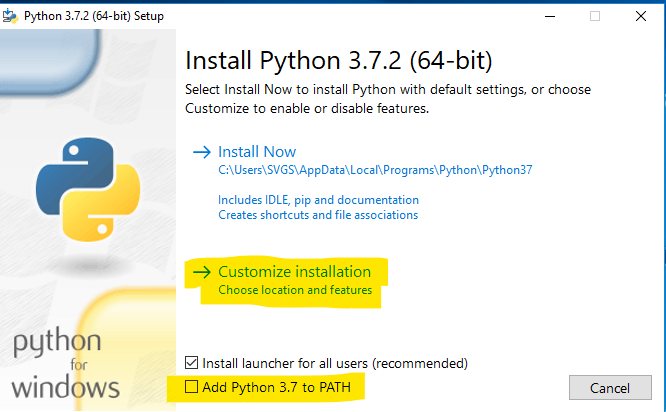 Python 3.7.2 (64-bit) Setup
Install Python 3.7.2 (64-bit)
Select Install Now to install Python with default settings, or choose
Customize to enable or disable features.
Install Now
C:\Users\SVGS\AppData\Local\Programs\Python\Python37
Includes IDLE, pip and documentation
Creates shortcuts and file associations
Customize installation
Choose location and features
python
for
windows
Install launcher for all users (recommended)
Add Python 3.7 to PATH
Cancel